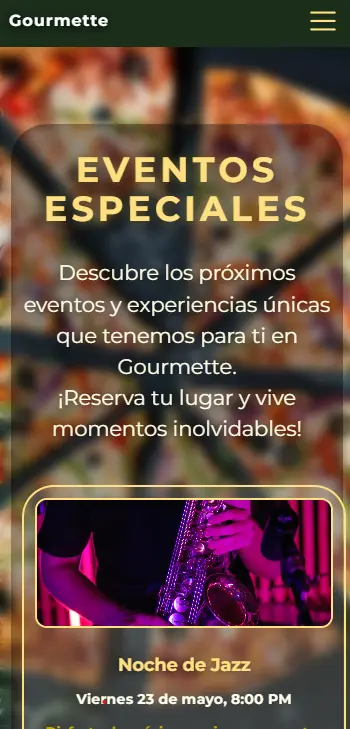 Gourmette
EVENTOS
ESPECIALES
Descubre los próximos
eventos y experiencias únicas
que tenemos para ti en
Gourmette.
¡Reserva tu lugar y vive
momentos inolvidables!
Noche de Jazz
Viernes 23 de mayo, 8:00 PM